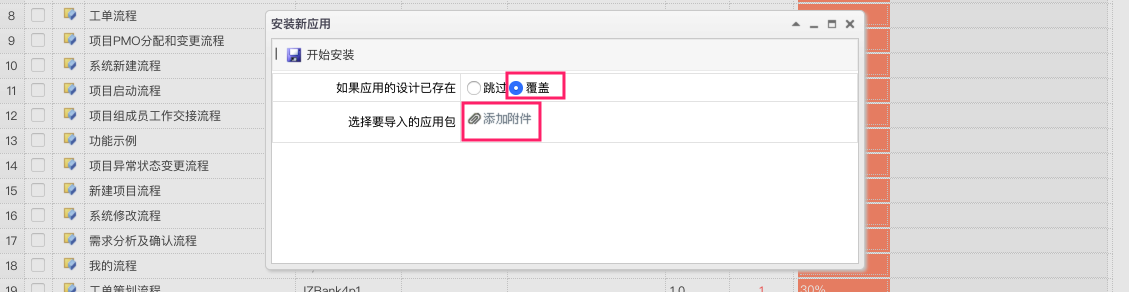 8 工单流程
9 项目PMO分配和变更流程
10 系统新建流程
11 项目启动流程
12 项目组成员工作交接流程
13 功能示例
14 项目异常状态变更流程
15 新建项目流程
16 系统修改流程
17 需求分析及确认流程
18 我的流程
19 工单策划流程 JZBank4p1 1.0 1 30%
安装新应用
开始安装
如果应用的设计已存在 跳过 覆盖
选择要导入的应用包 添加附件